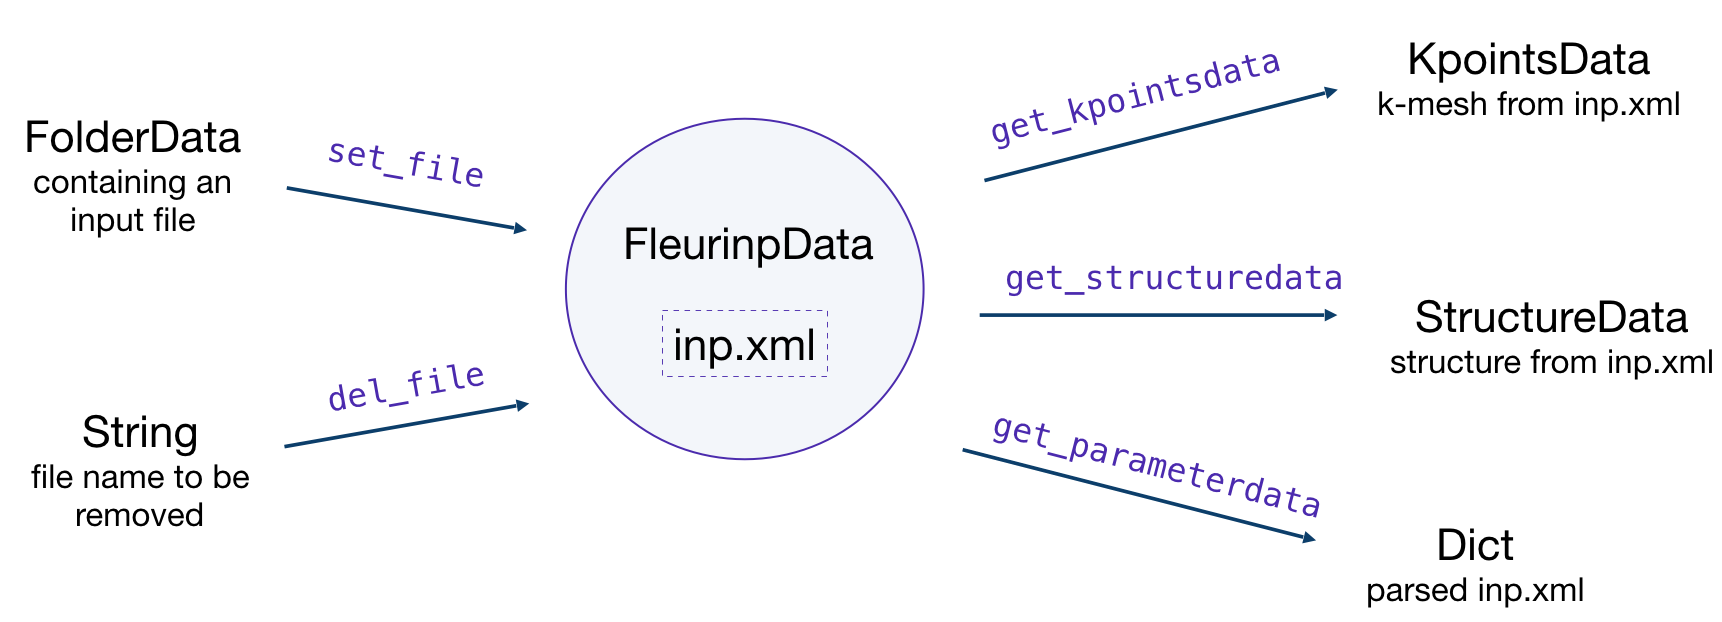 FolderData
containing an
input file
set_file
String
file name to be
removed
del_file
FleurinpData
inp.xml
get_kpointsdata
KpointsData
k-mesh from inp.xml
get_structuredata
StructureData
structure from inp.xml
get_parameterdata
Dict
parsed inp.xml